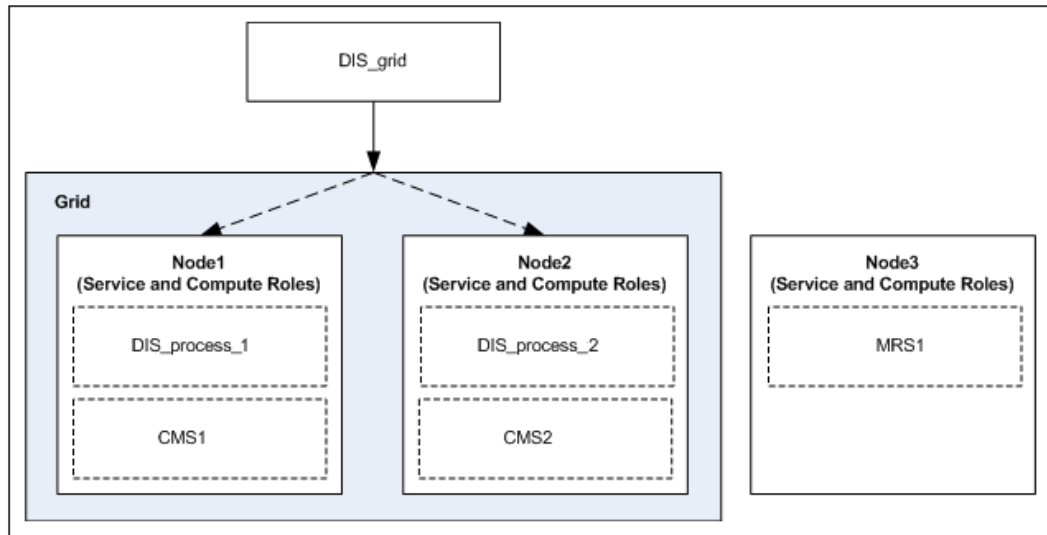 DIS_grid
Grid
Node1
(Service and Compute Roles)
DIS_process_1
CMS1
Node2
(Service and Compute Roles)
DIS_process_2
CMS2
Node3
(Service and Compute Roles)
MRS1